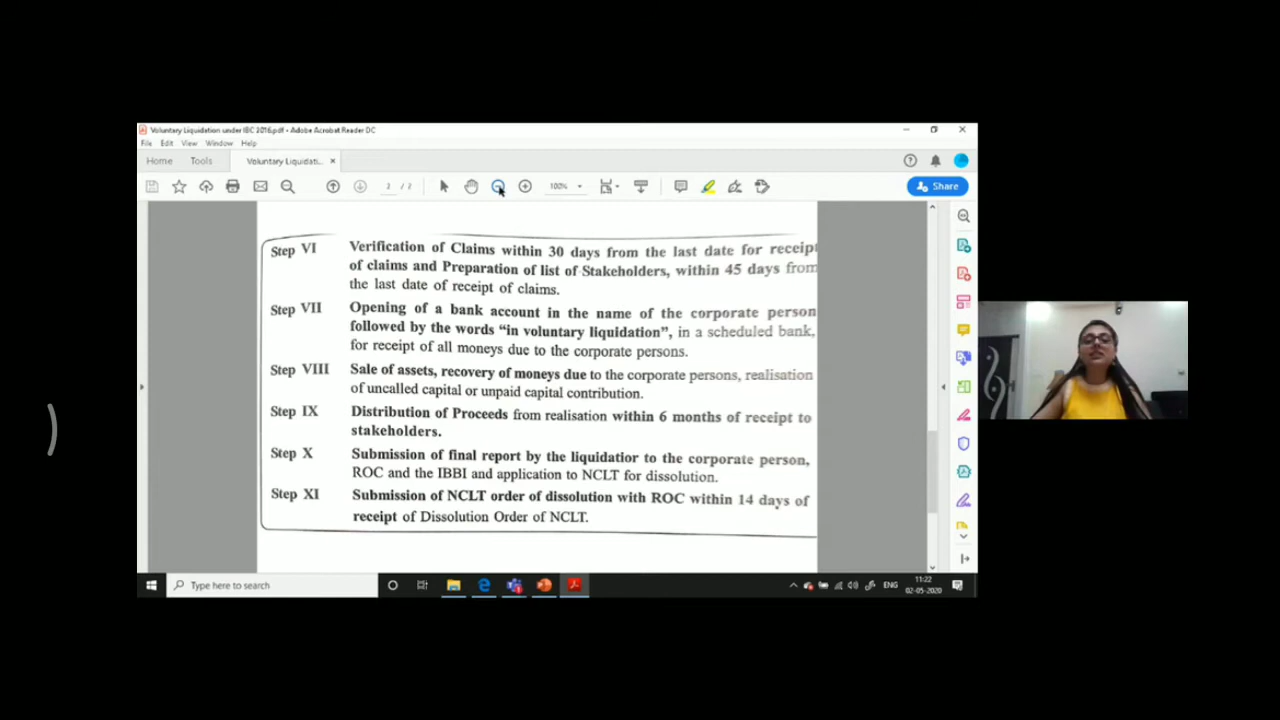 Voluntary Liquidation under IBC 2016.pdf - Adobe Acrobat Reader DC
File Edit View Window Help
Home Tools Voluntary Liquidati... ×
/ 100% Share
Step VI Verification of Claims within 30 days from the last date for receipt
of claims and Preparation of list of Stakeholders, within 45 days from
the last date of receipt of claims.
Step VII Opening of a bank account in the name of the corporate person
followed by the words “in voluntary liquidation”, in a scheduled bank,
for receipt of all moneys due to the corporate persons.
Step VIII Sale of assets, recovery of moneys due to the corporate persons, realisation
of uncalled capital or unpaid capital contribution.
Step IX Distribution of Proceeds from realisation within 6 months of receipt to
stakeholders.
Step X Submission of final report by the liquidatior to the corporate person,
ROC and the IBBI and application to NCLT for dissolution.
Step XI Submission of NCLT order of dissolution with ROC within 14 days of
receipt of Dissolution Order of NCLT.
Type here to search ENG 11:22
02-05-2020